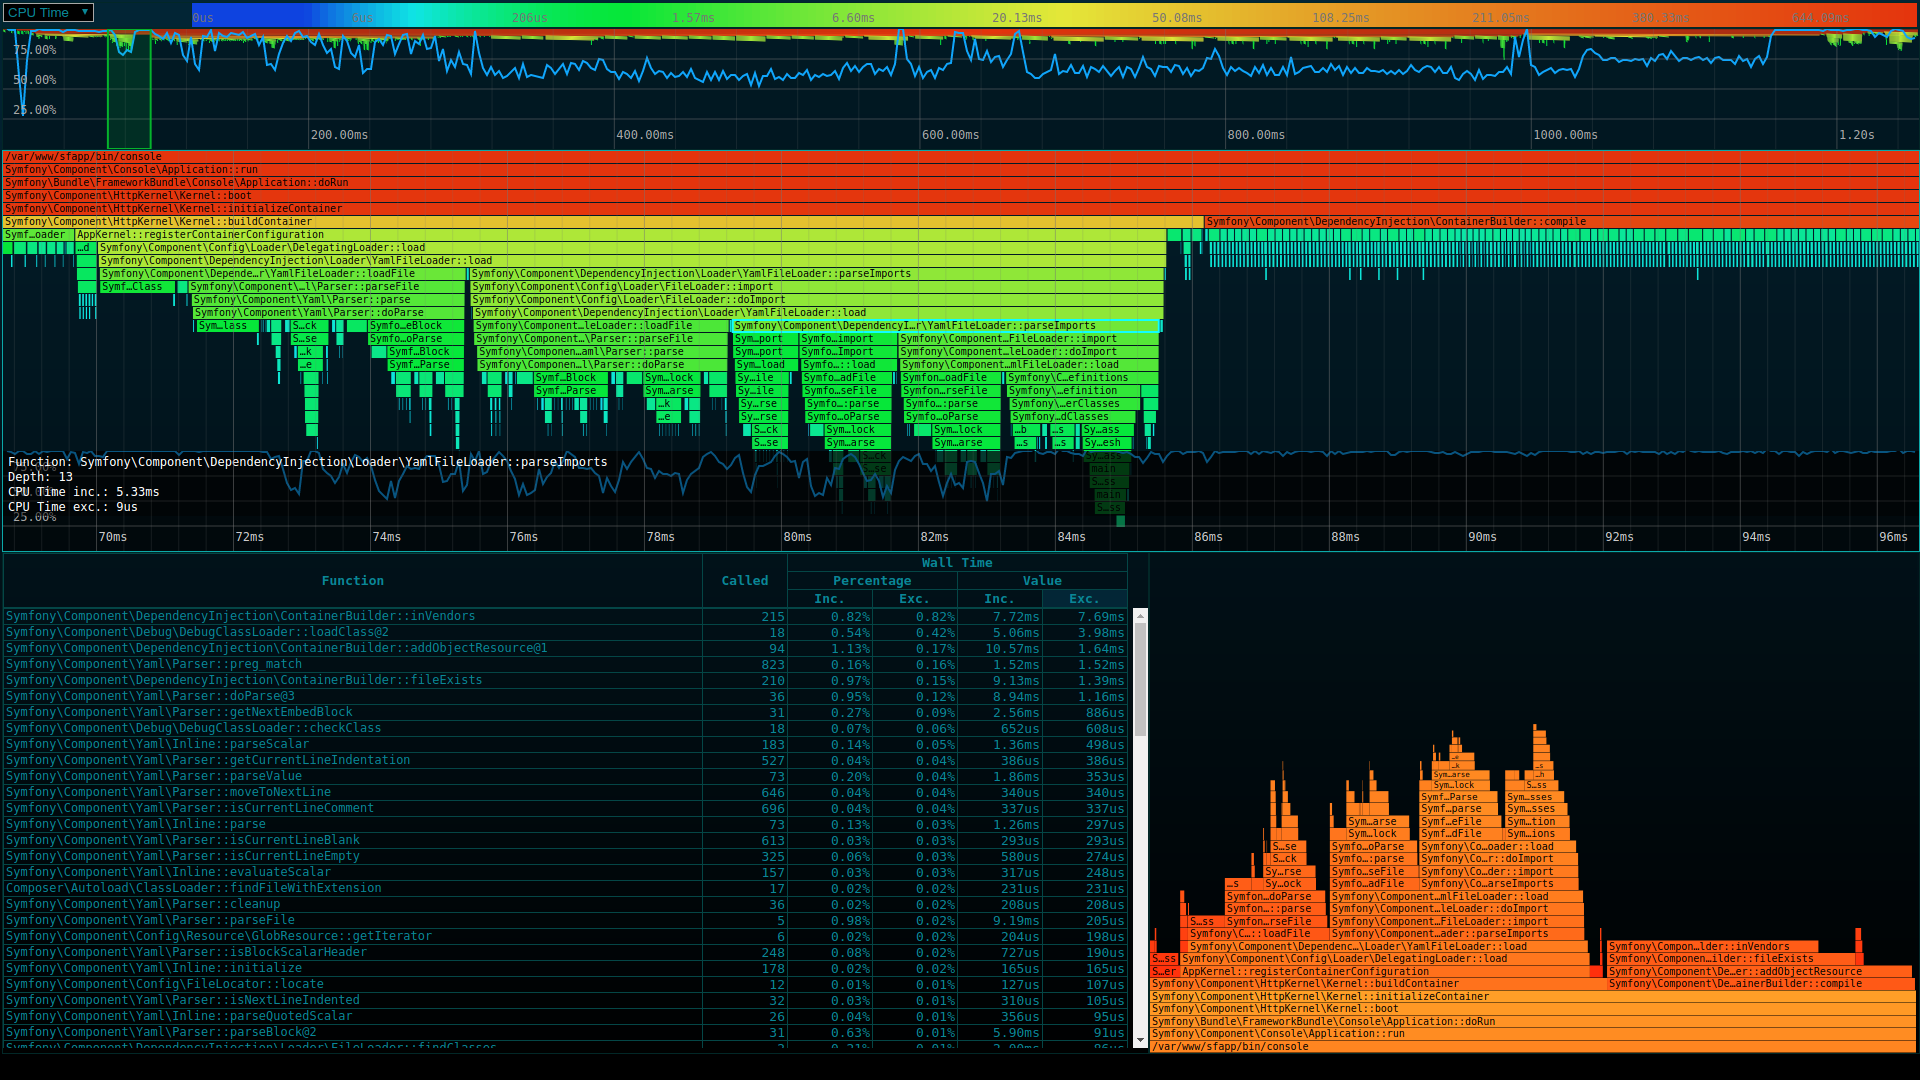 CPU Time ▼
0us 6us 206us 1.57ms 6.60ms 20.13ms 50.08ms 108.25ms 211.05ms 380.33ms 644.09ms
75.00%
50.00%
25.00%
200.00ms 400.00ms 600.00ms 800.00ms 1000.00ms 1.20s
/var/www/sfapp/bin/console
Symfony\Component\Console\Application::run
Symfony\Bundle\FrameworkBundle\Console\Application::doRun
Symfony\Component\HttpKernel\Kernel::boot
Symfony\Component\HttpKernel\Kernel::initializeContainer
Symfony\Component\HttpKernel\Kernel::buildContainer Symfony\Component\DependencyInjection\ContainerBuilder::compile
Symf…oader AppKernel::registerContainerConfiguration
…d Symfony\Component\Config\Loader\DelegatingLoader::load
Symfony\Component\DependencyInjection\Loader\YamlFileLoader::load
Symfony\Component\Depende…r\YamlFileLoader::loadFile Symfony\Component\DependencyInjection\Loader\YamlFileLoader::parseImports
Symf…Class Symfony\Component\…l\Parser::parseFile Symfony\Component\Config\Loader\FileLoader::import
Symfony\Component\Yaml\Parser::parse Symfony\Component\Config\Loader\FileLoader::doImport
Symfony\Component\Yaml\Parser::doParse Symfony\Component\DependencyInjection\Loader\YamlFileLoader::load
Sym…lass S…ck Symfo…eBlock Symfony\Component…leLoader::loadFile Symfony\Component\DependencyI…r\YamlFileLoader::parseImports
S…se Symfo…oParse Symfony\Component…\Parser::parseFile Sym…port Symfo…import Symfony\Component…FileLoader::import
…k Symf…Block Symfony\Componen…aml\Parser::parse Sym…port Symfo…Import Symfony\Component…leLoader::doImport
…e Symf…Parse Symfony\Component…l\Parser::doParse Sym…load Symfo…::load Symfony\Component…mlFileLoader::load
Symf…Block Sym…lock Sy…ile Symfo…adFile Symfon…oadFile Symfony\C…efinitions
Symf…Parse Sym…arse Sy…ile Symfo…seFile Symfon…rseFile Symfony\…efinition
…k Sy…rse Symfo…:parse Symfo…::parse Symfony\…erClasses
…e Sy…rse Symfo…oParse Symfo…oParse Symfony…dClasses
S…ck Sym…lock Sym…lock …b …s Sy…ass
S…se Sym…arse Sym…arse …s …s Sy…esh
S…ck Sy…ass
S…se main
S…ss
main
S…ss
Function: Symfony\Component\DependencyInjection\Loader\YamlFileLoader::parseImports
Depth: 13
CPU Time inc.: 5.33ms
CPU Time exc.: 9us
25.00%
70ms 72ms 74ms 76ms 78ms 80ms 82ms 84ms 86ms 88ms 90ms 92ms 94ms 96ms
Wall Time
Function Called Percentage Value
Inc. Exc. Inc. Exc.
Symfony\Component\DependencyInjection\ContainerBuilder::inVendors 215 0.82% 0.82% 7.72ms 7.69ms
Symfony\Component\Debug\DebugClassLoader::loadClass@2 18 0.54% 0.42% 5.06ms 3.98ms
Symfony\Component\DependencyInjection\ContainerBuilder::addObjectResource@1 94 1.13% 0.17% 10.57ms 1.64ms
Symfony\Component\Yaml\Parser::preg_match 823 0.16% 0.16% 1.52ms 1.52ms
Symfony\Component\DependencyInjection\ContainerBuilder::fileExists 210 0.97% 0.15% 9.13ms 1.39ms
Symfony\Component\Yaml\Parser::doParse@3 36 0.95% 0.12% 8.94ms 1.16ms
Symfony\Component\Yaml\Parser::getNextEmbedBlock 31 0.27% 0.09% 2.56ms 886us
Symfony\Component\Debug\DebugClassLoader::checkClass 18 0.07% 0.06% 652us 608us
Symfony\Component\Yaml\Inline::parseScalar 183 0.14% 0.05% 1.36ms 498us
Symfony\Component\Yaml\Parser::getCurrentLineIndentation 527 0.04% 0.04% 386us 386us
Symfony\Component\Yaml\Parser::parseValue 73 0.20% 0.04% 1.86ms 353us
Symfony\Component\Yaml\Parser::moveToNextLine 646 0.04% 0.04% 340us 340us
Symfony\Component\Yaml\Parser::isCurrentLineComment 696 0.04% 0.04% 337us 337us
Symfony\Component\Yaml\Inline::parse 73 0.13% 0.03% 1.26ms 297us
Symfony\Component\Yaml\Parser::isCurrentLineBlank 613 0.03% 0.03% 293us 293us
Symfony\Component\Yaml\Parser::isCurrentLineEmpty 325 0.06% 0.03% 580us 274us
Symfony\Component\Yaml\Inline::evaluateScalar 157 0.03% 0.03% 317us 248us
Composer\Autoload\ClassLoader::findFileWithExtension 17 0.02% 0.02% 231us 231us
Symfony\Component\Yaml\Parser::cleanup 36 0.02% 0.02% 208us 208us
Symfony\Component\Yaml\Parser::parseFile 5 0.98% 0.02% 9.19ms 205us
Symfony\Component\Config\Resource\GlobResource::getIterator 6 0.02% 0.02% 204us 198us
Symfony\Component\Yaml\Parser::isBlockScalarHeader 248 0.08% 0.02% 727us 190us
Symfony\Component\Yaml\Inline::initialize 178 0.02% 0.02% 165us 165us
Symfony\Component\Config\FileLocator::locate 12 0.01% 0.01% 127us 107us
Symfony\Component\Yaml\Parser::isNextLineIndented 32 0.03% 0.01% 310us 105us
Symfony\Component\Yaml\Inline::parseQuotedScalar 26 0.04% 0.01% 356us 95us
Symfony\Component\Yaml\Parser::parseBlock@2 31 0.63% 0.01% 5.90ms 91us
Symfony\Component\DependencyInjection\Loader\FileLoader::findClasses
…k …s
Sym…arse …h
Sym…lock S…ss
Symf…Parse Sym…sses
Symf…parse Sym…sses
Sym…arse Symf…eFile Sym…tion
Sym…lock Symf…dFile Sym…ions
S…se Symfo…oParse Symfony\Co…oader::load
S…ck Symfo…:parse Symfony\Co…r::doImport
Sy…rse Symfo…seFile Symfony\Co…der::import
…s Sy…ock Symfo…adFile Symfony\Co…arseImports
Symfon…doParse Symfony\Component…mlFileLoader::load
Symfon…::parse Symfony\Component…leLoader::doImport
S…ss Symfon…rseFile Symfony\Component…FileLoader::import
Symfony\C…::loadFile Symfony\Component…ader::parseImports
Symfony\Component\Dependenc…\Loader\YamlFileLoader::load Symfony\Compon…lder::inVendors
S…ss Symfony\Component\Config\Loader\DelegatingLoader::load Symfony\Componen…ilder::fileExists
S…er AppKernel::registerContainerConfiguration Symfony\Component\De…er::addObjectResource
Symfony\Component\HttpKernel\Kernel::buildContainer Symfony\Component\De…ainerBuilder::compile
Symfony\Component\HttpKernel\Kernel::initializeContainer
Symfony\Component\HttpKernel\Kernel::boot
Symfony\Bundle\FrameworkBundle\Console\Application::doRun
Symfony\Component\Console\Application::run
/var/www/sfapp/bin/console